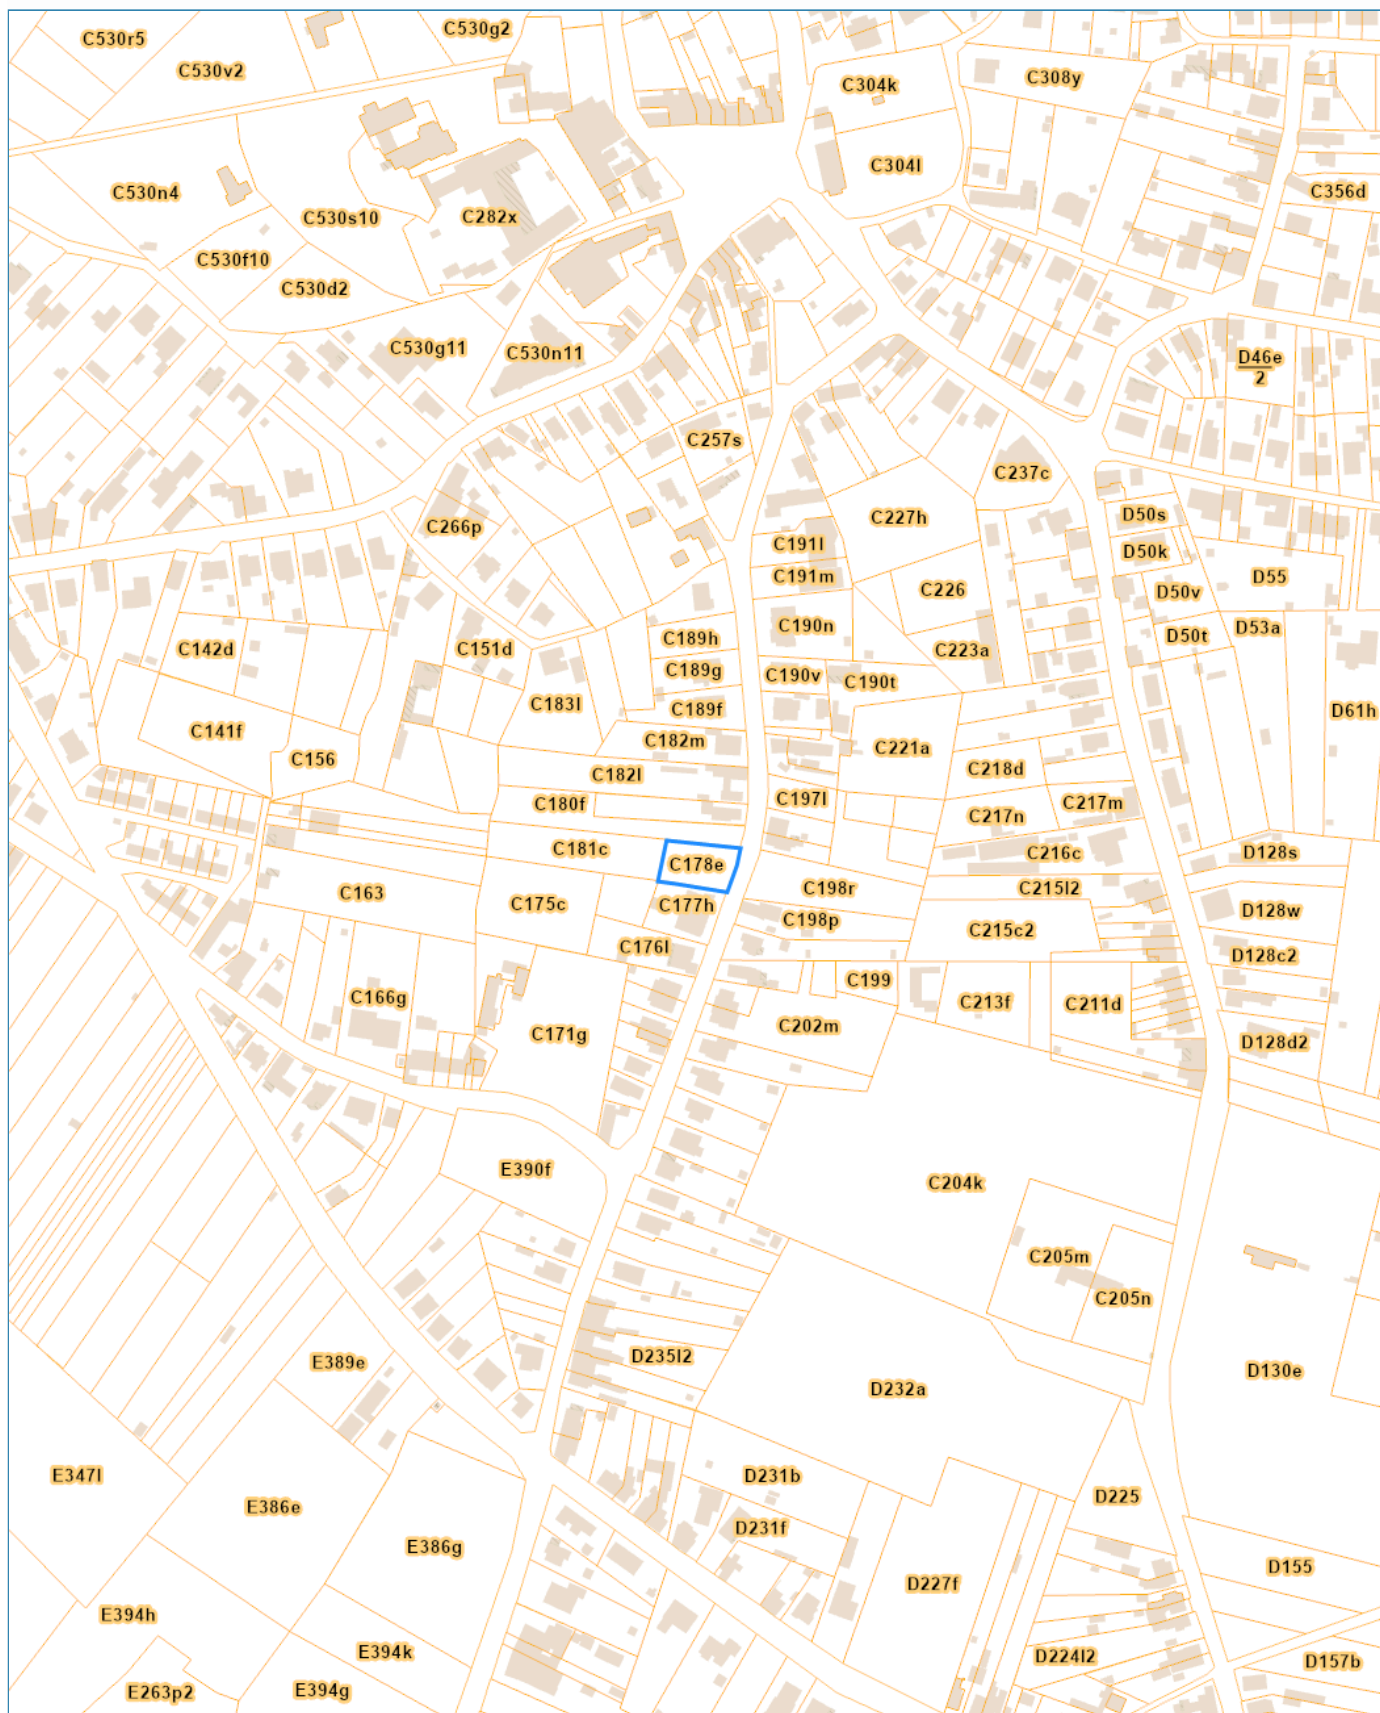 C530g2
C530r5
C530v2
C308y
C304k
C304l
C356d
C530n4
C282x
C530s10
C530f10
C530d2
C530g11
C530n11
D46e
2
C257s
C237c
C227h
D50s
C266p
C191l
D50k
C191m
D55
C226
D50v
C190n
D53a
D50t
C189h
C142d
C151d
C223a
C189g
C190v
C190t
C183l
C189f
D61h
C141f
C182m
C221a
C156
C182l
C218d
C197l
C180f
C217m
C217n
C181c
C216c
D128s
C178e
C198r
C215l2
C163
C175c
C177h
D128w
C198p
C215c2
C176l
D128c2
C199
C166g
C213f
C211d
C202m
C171g
D128d2
E390f
C204k
C205m
C205n
D235l2
E389e
D130e
D232a
E347l
D231b
D225
E386e
D231f
E386g
D155
D227f
E394h
E394k
D224l2
D157b
E394g
E263p2